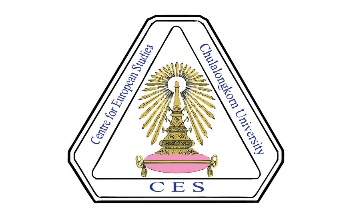 Centre for European Studies
Chulalongkorn University
CES